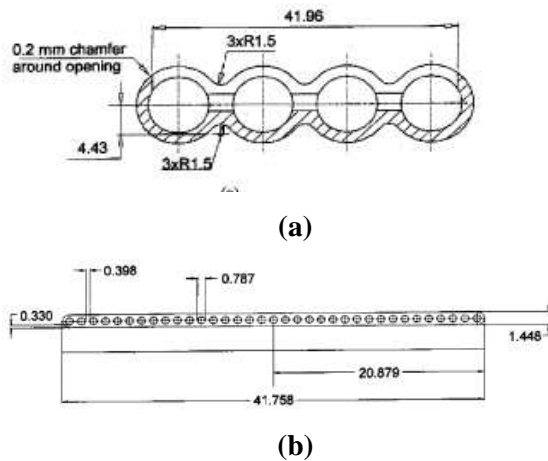 41.96
0.2 mm chamfer
around opening
3xR1.5
4.43
3xR1.5
(a)
0.398
0.787
0.330
1.448
20.879
41.758
(b)